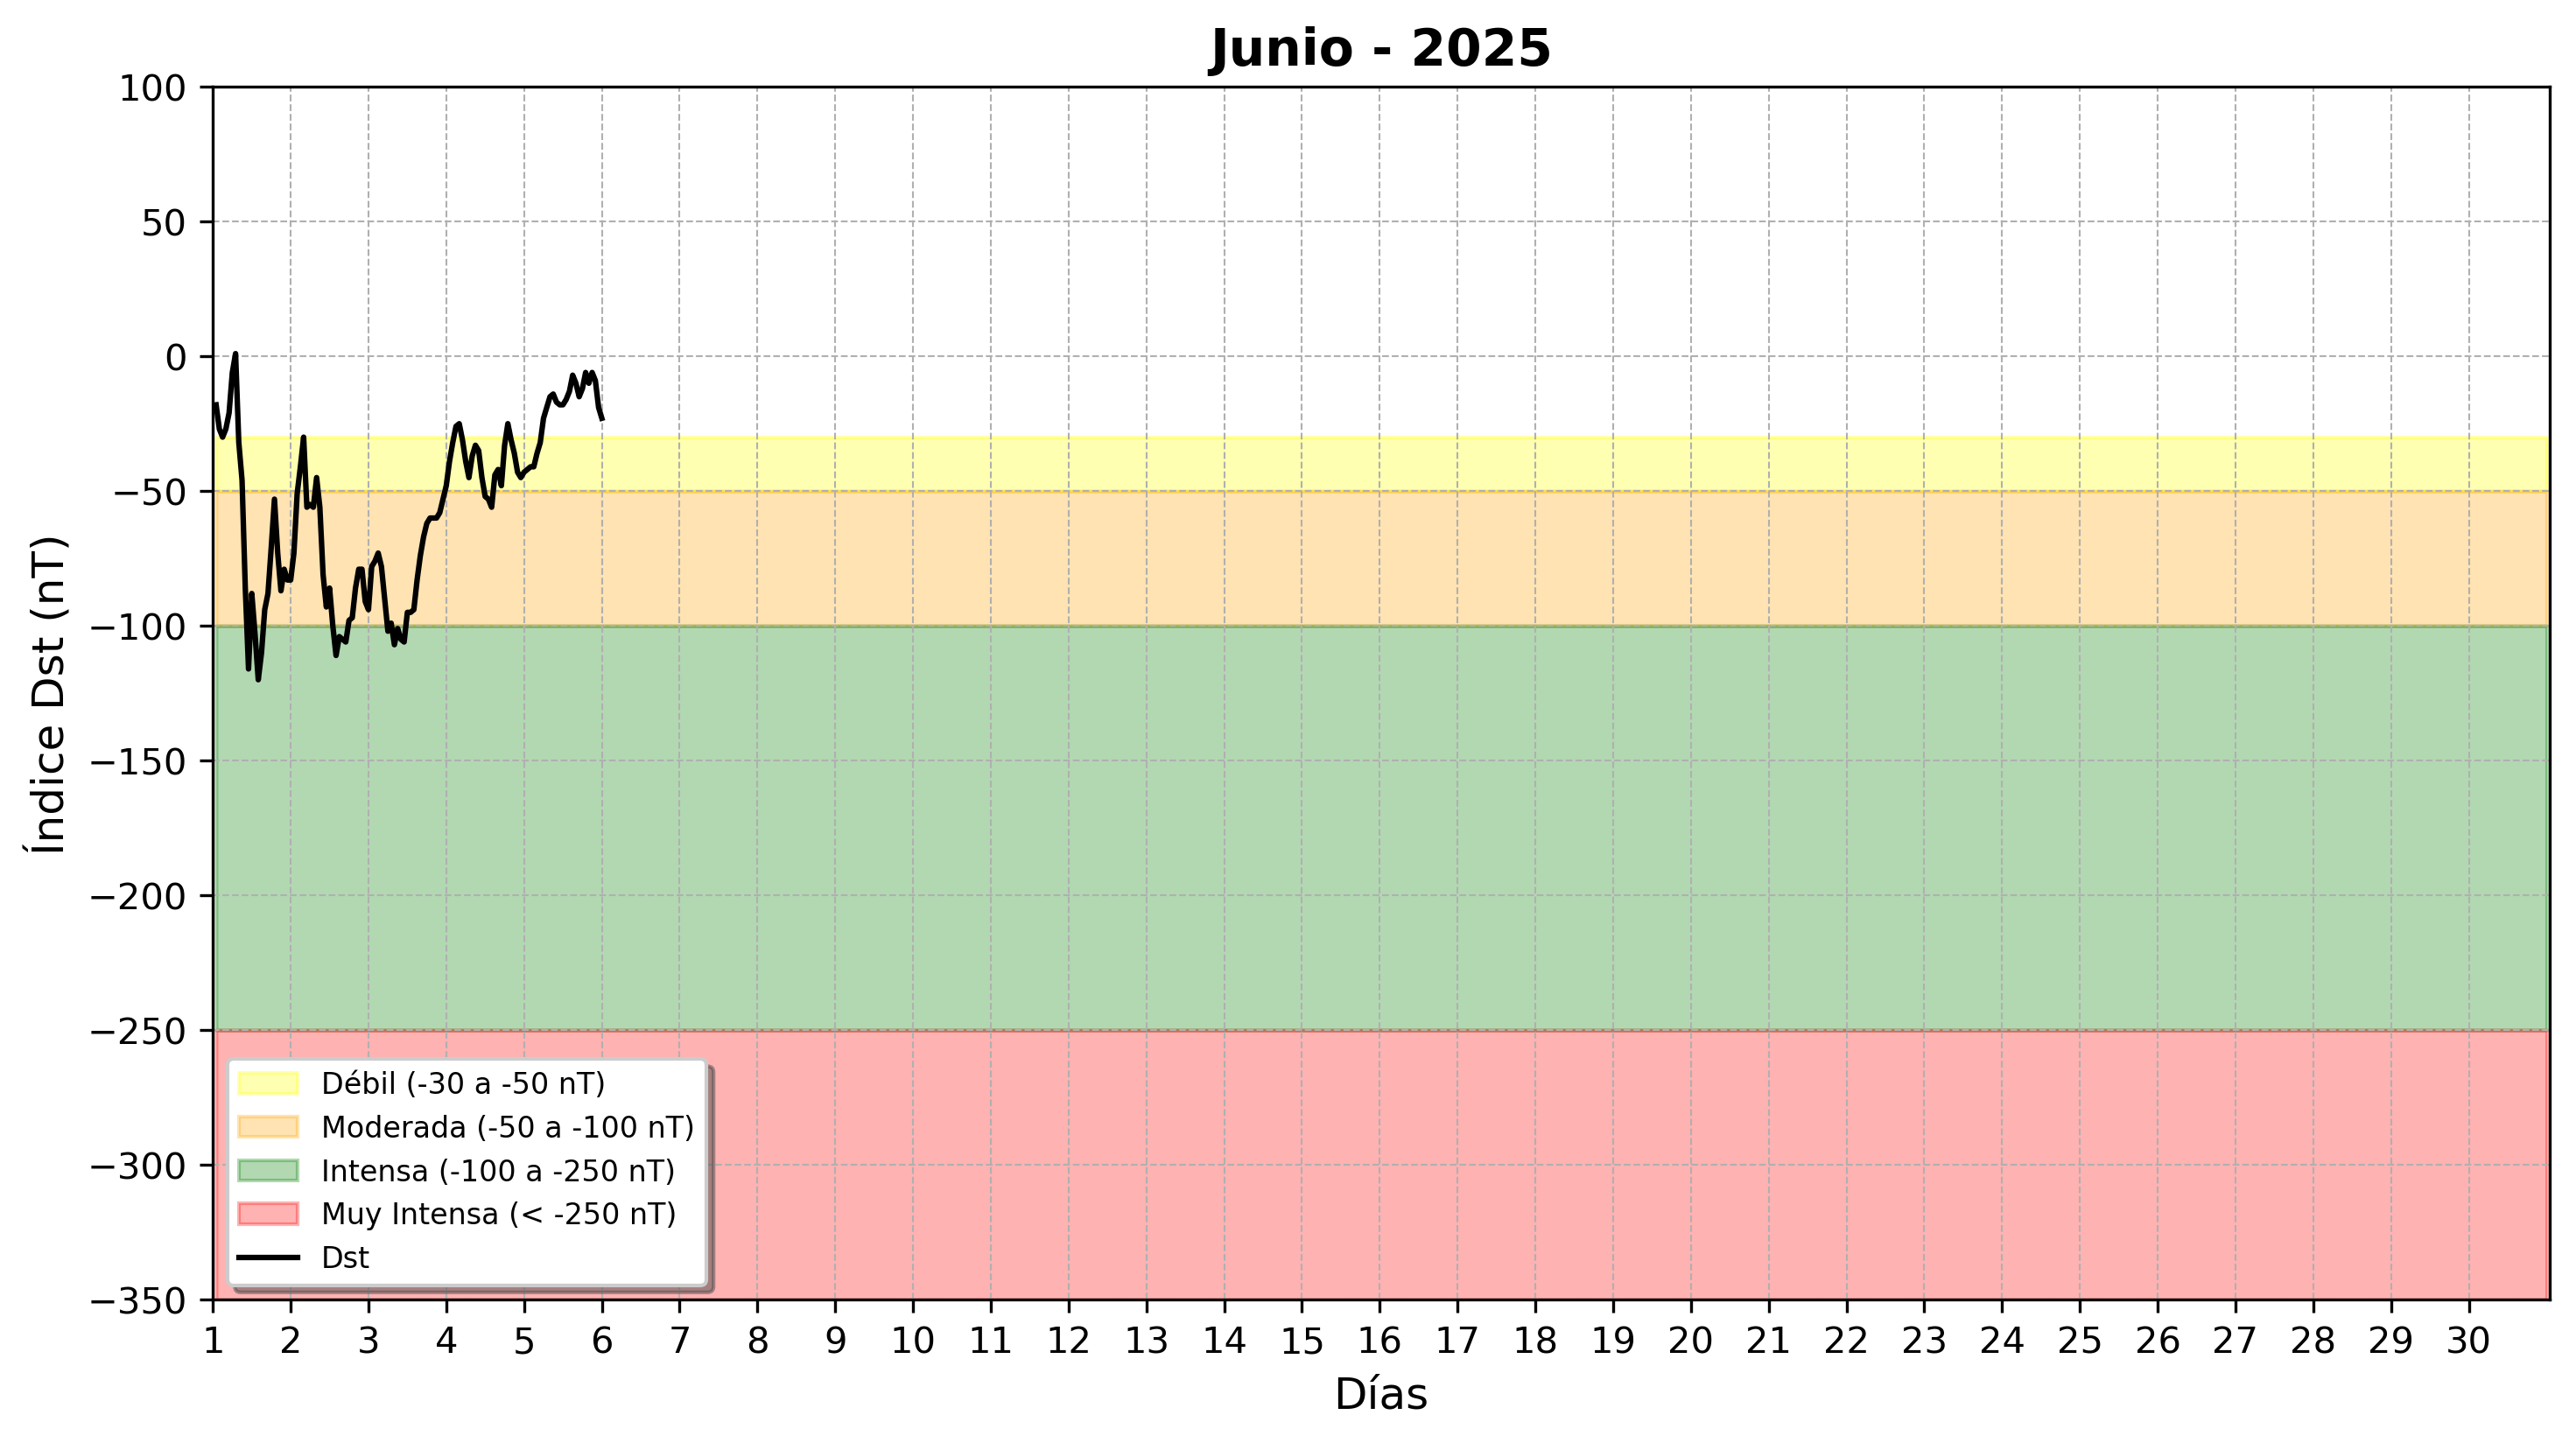 Junio - 2025
100
50
0
−50
−100
−150
−200
−250
−300
−350
Índice Dst (nT)
Débil (-30 a -50 nT)
Moderada (-50 a -100 nT)
Intensa (-100 a -250 nT)
Muy Intensa (< -250 nT)
Dst
1 2 3 4 5 6 7 8 9 10 11 12 13 14 15 16 17 18 19 20 21 22 23 24 25 26 27 28 29 30
Días